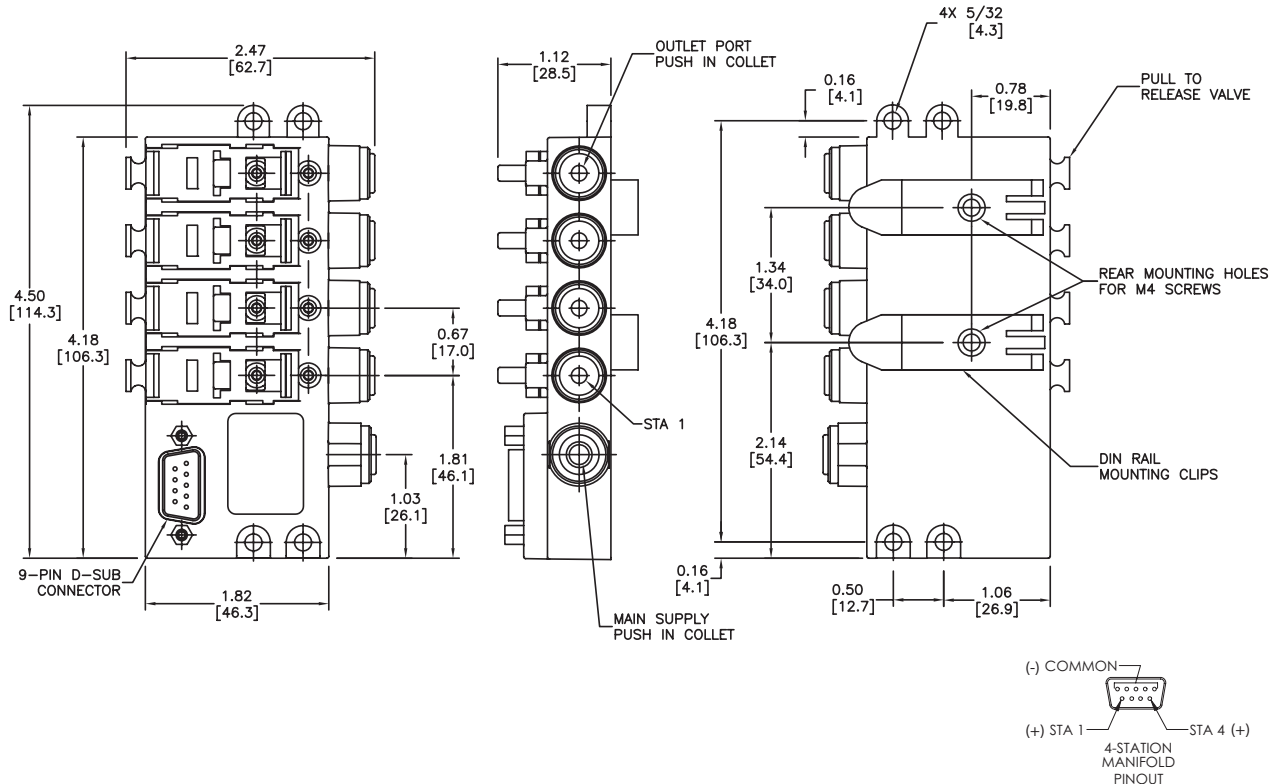 2.47
[62.7]
4.50
[114.3]
4.18
[106.3]
0.67
[17.0]
1.81
[46.1]
1.03
[26.1]
9-PIN D-SUB
CONNECTOR
1.82
[46.3]
1.12
[28.5]
OUTLET PORT
PUSH IN COLLET
STA 1
MAIN SUPPLY
PUSH IN COLLET
4X 5/32
[4.3]
0.16
[4.1]
0.78
[19.8]
PULL TO
RELEASE VALVE
1.34
[34.0]
REAR MOUNTING HOLES
FOR M4 SCREWS
4.18
[106.3]
2.14
[54.4]
DIN RAIL
MOUNTING CLIPS
0.16
[4.1]
0.50
[12.7]
1.06
[26.9]
(-) COMMON
(+) STA 1
STA 4 (+)
4-STATION
MANIFOLD
PINOUT